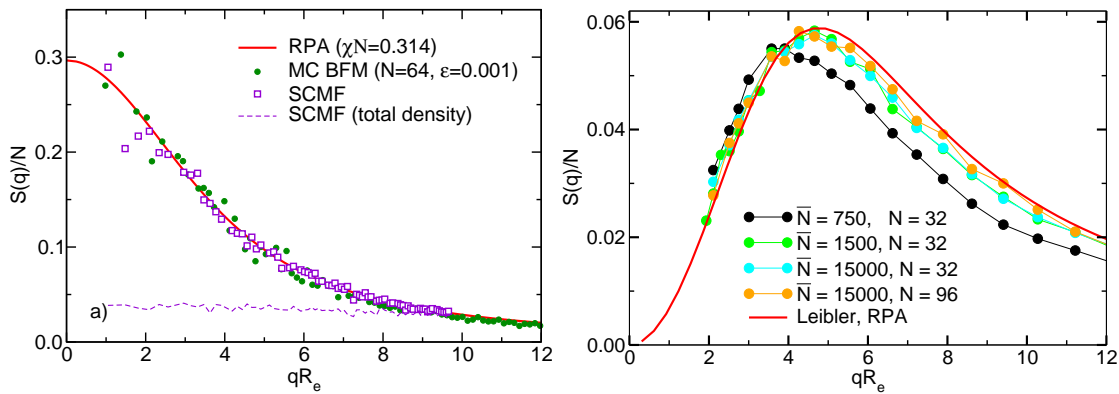 0.3
0.2
0.1
0.0
S(q)/N
RPA (χN=0.314)
MC BFM (N=64, ε=0.001)
SCMF
SCMF (total density)
a)
0 2 4 6 8 10 12
qRₑ
0.06
0.04
0.02
0.00
S(q)/N
N̅ = 750, N = 32
N̅ = 1500, N = 32
N̅ = 15000, N = 32
N̅ = 15000, N = 96
Leibler, RPA
0 2 4 6 8 10 12
qRₑ